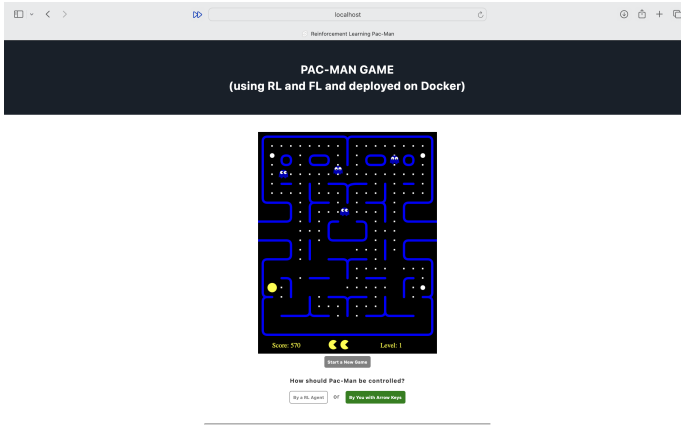 localhost
Reinforcement Learning Pac-Man
PAC-MAN GAME
(using RL and FL and deployed on Docker)
Score: 570
Level: 1
Start a New Game
How should Pac-Man be controlled?
By a RL Agent or By You with Arrow Keys